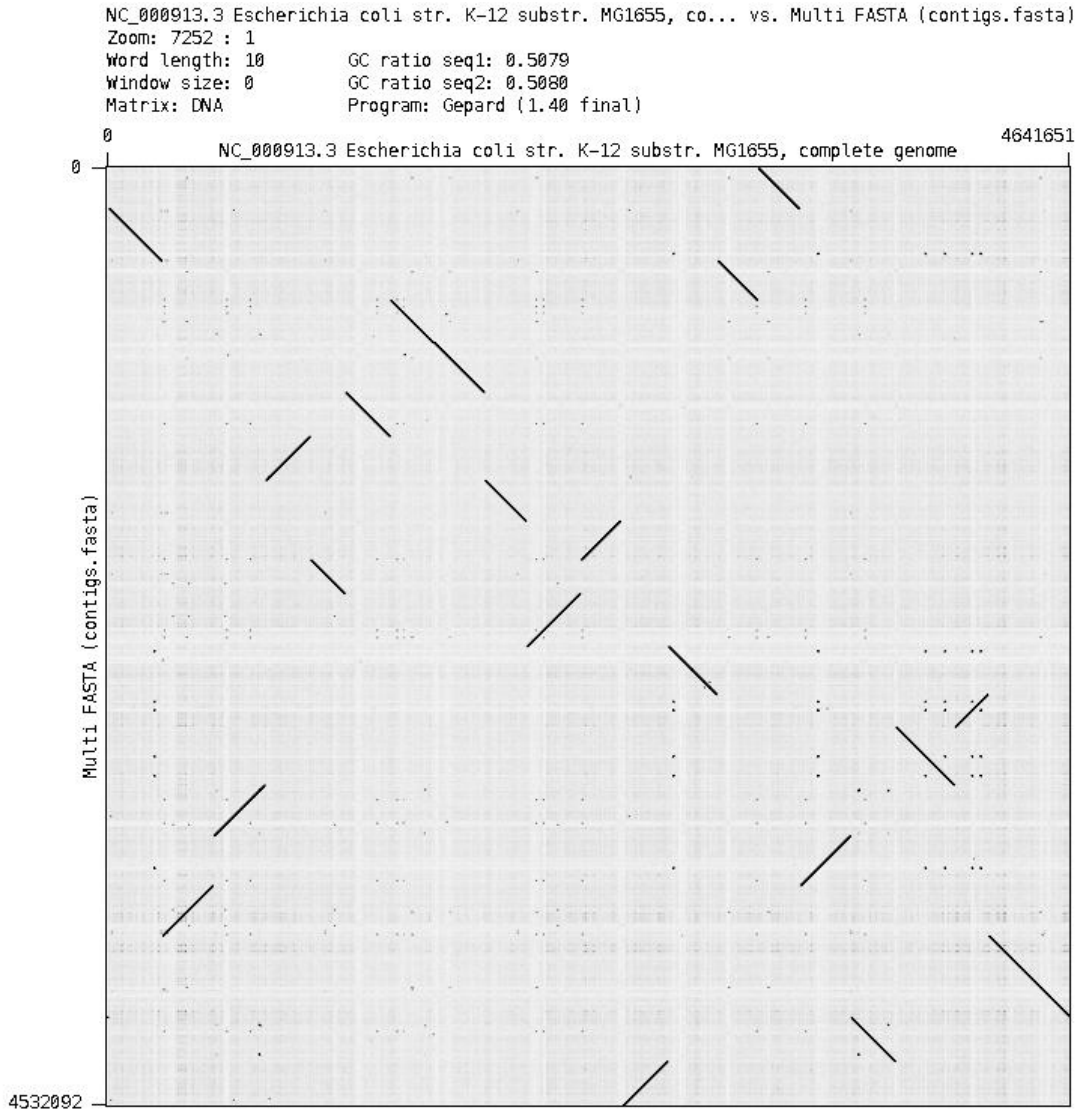 NC_000913.3 Escherichia coli str. K-12 substr. MG1655, co... vs. Multi FASTA (contigs.fasta)
Zoom: 7252 : 1
Word length: 10 GC ratio seq1: 0.5079
Window size: 0 GC ratio seq2: 0.5080
Matrix: DNA Program: Gepard (1.40 final)
0 4641651
NC_000913.3 Escherichia coli str. K-12 substr. MG1655, complete genome
0
Multi FASTA (contigs.fasta)
4532092